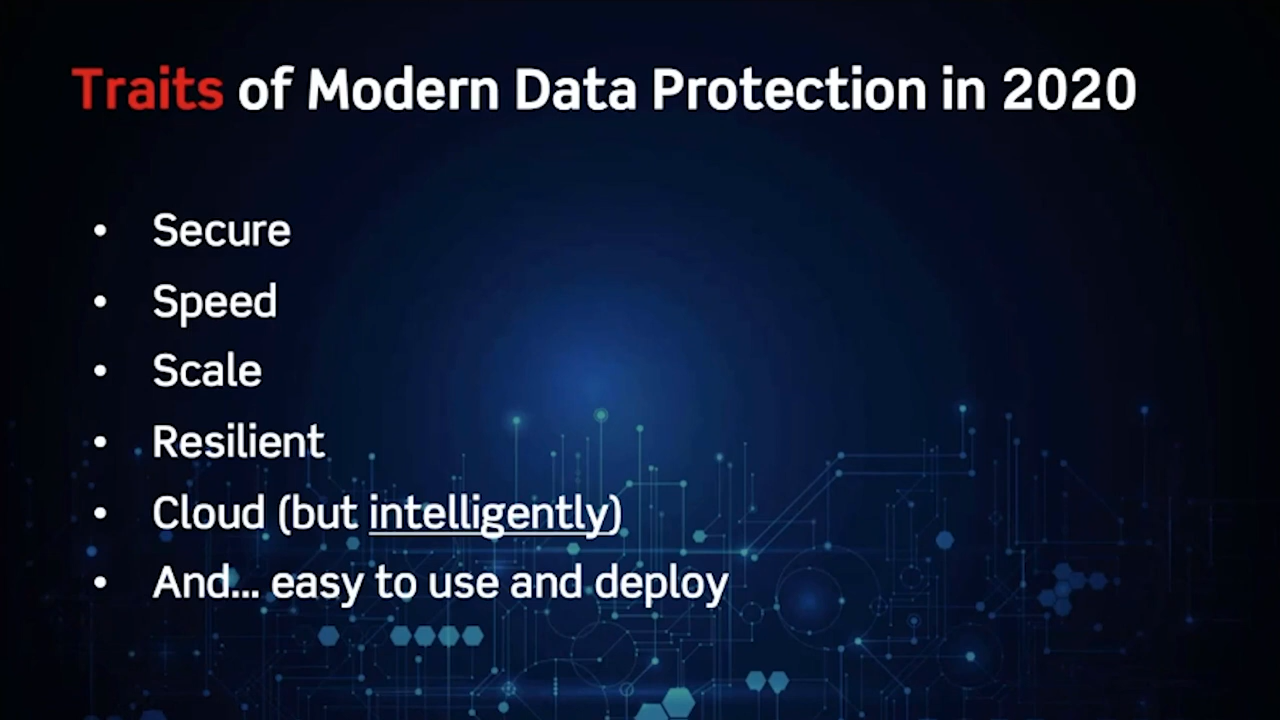 Traits of Modern Data Protection in 2020
• Secure
• Speed
• Scale
• Resilient
• Cloud (but intelligently)
• And... easy to use and deploy